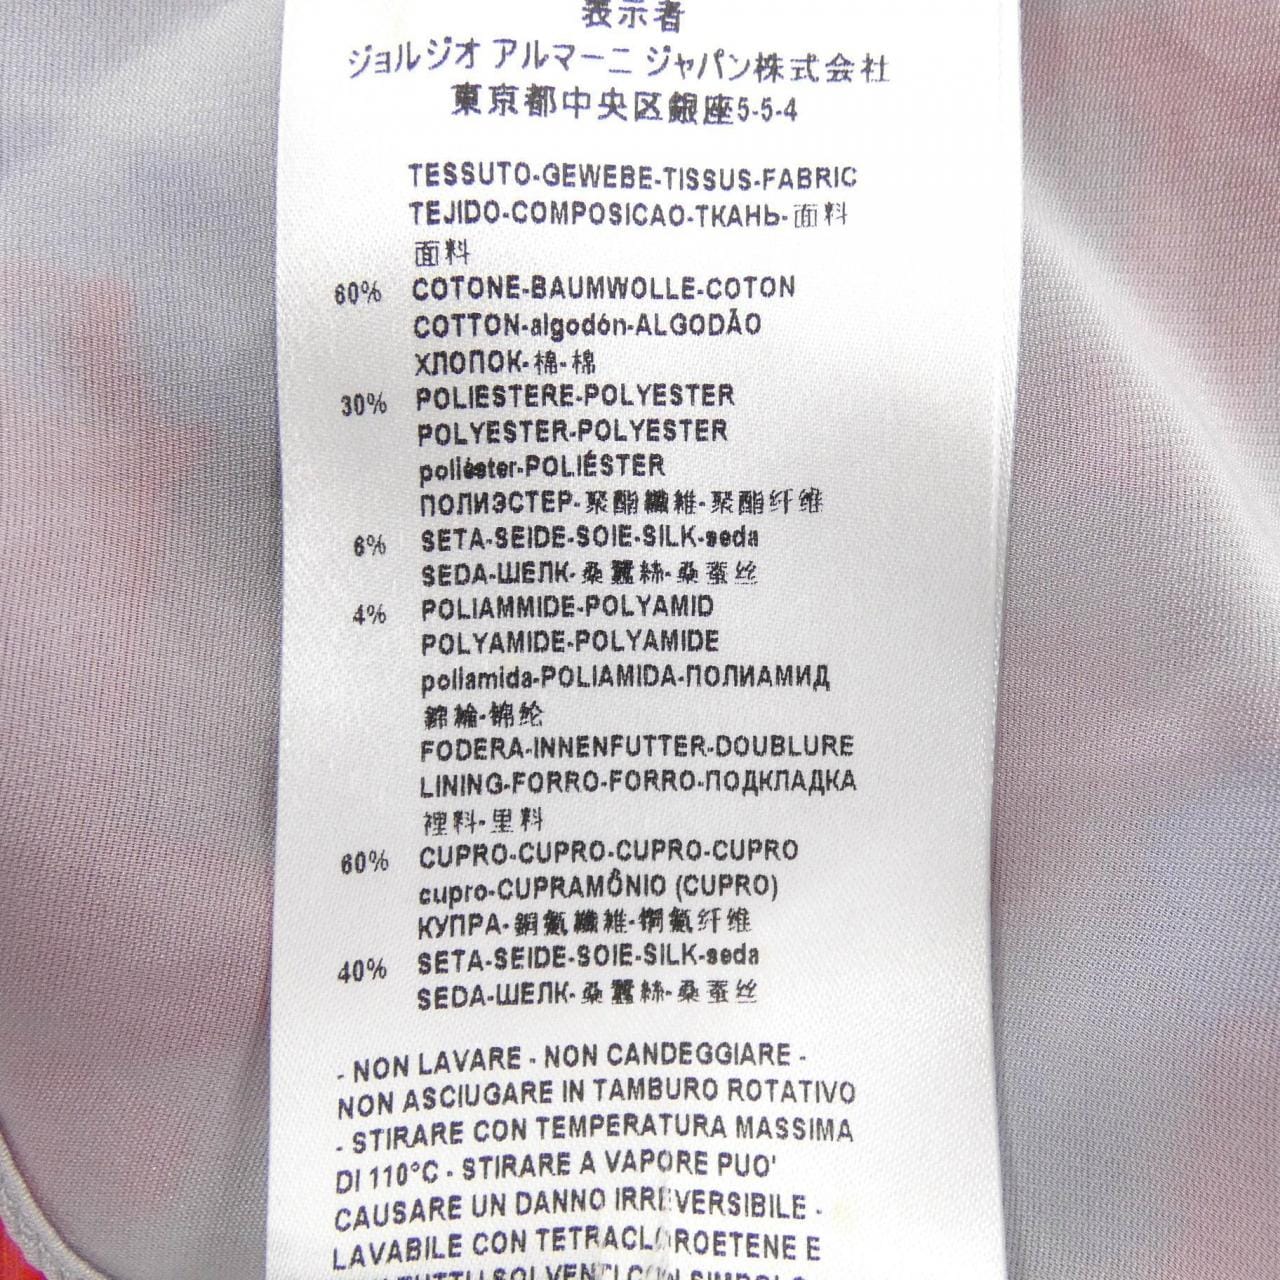 表示者
ジョルジオ アルマーニ ジャパン株式会社
東京都中央区銀座5-5-4
TESSUTO-GEWEBE-TISSUS-FABRIC
TEJIDO-COMPOSICAO-ТКАНЬ-面料
面料
60% COTONE-BAUMWOLLE-COTON
COTTON-algodón-ALGODÃO
ХЛОПОК-棉-棉
30% POLIESTERE-POLYESTER
POLYESTER-POLYESTER
poliéster-POLIÉSTER
ПОЛИЭСТЕР-聚酯纖維-聚酯纤维
6% SETA-SEIDE-SOIE-SILK-seda
SEDA-ШЕЛК-桑蠶絲-桑蚕丝
4% POLIAMMIDE-POLYAMID
POLYAMIDE-POLYAMIDE
poliamida-POLIAMIDA-ПОЛИАМИД
錦綸-锦纶
FODERA-INNENFUTTER-DOUBLURE
LINING-FORRO-FORRO-ПОДКЛАДКА
裡料-里料
60% CUPRO-CUPRO-CUPRO-CUPRO
cupro-CUPRAMÔNIO (CUPRO)
КУПРА-銅氨纖維-铜氨纤维
40% SETA-SEIDE-SOIE-SILK-seda
SEDA-ШЕЛК-桑蠶絲-桑蚕丝
- NON LAVARE - NON CANDEGGIARE -
NON ASCIUGARE IN TAMBURO ROTATIVO
- STIRARE CON TEMPERATURA MASSIMA
DI 110°C - STIRARE A VAPORE PUO'
CAUSARE UN DANNO IRREVERSIBILE -
LAVABILE CON TETRACLOROETENE E
TUTTI I SOLVENTI CON SIMBOLO